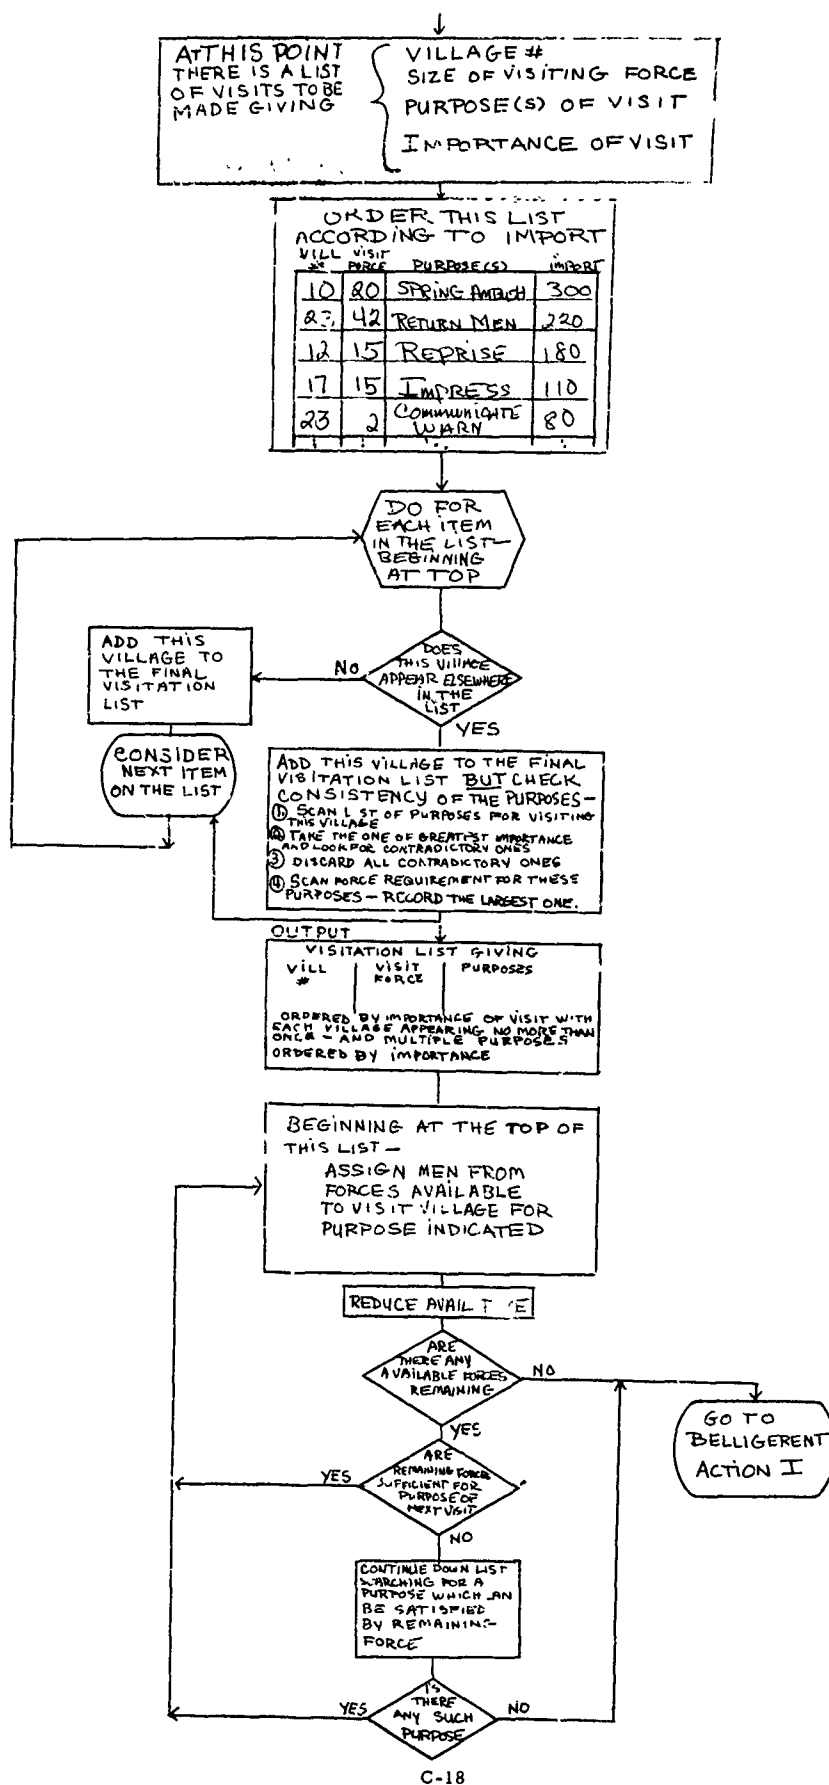 AT THIS POINT
THERE IS A LIST
OF VISITS TO BE
MADE GIVING
VILLAGE #
SIZE OF VISITING FORCE
PURPOSE(S) OF VISIT
IMPORTANCE OF VISIT
ORDER THIS LIST
ACCORDING TO IMPORT
VILL # VISIT FORCE PURPOSE(S) IMPORT
10 20 SPRING AMBUSH 300
23 42 RETURN MEN 220
12 15 REPRISE 180
17 15 IMPRESS 110
23 2 COMMUNICATE WARN 80
DO FOR
EACH ITEM
IN THE LIST—
BEGINNING
AT TOP
DOES
THIS VILLAGE
APPEAR ELSEWHERE
IN THE
LIST
NO
YES
ADD THIS
VILLAGE TO
THE FINAL
VISITATION
LIST
CONSIDER
NEXT ITEM
ON THE LIST
ADD THIS VILLAGE TO THE FINAL
VISITATION LIST BUT CHECK
CONSISTENCY OF THE PURPOSES—
① SCAN LIST OF PURPOSES FOR VISITING
THIS VILLAGE
② TAKE THE ONE OF GREATEST IMPORTANCE
AND LOOK FOR CONTRADICTORY ONES
③ DISCARD ALL CONTRADICTORY ONES
④ SCAN FORCE REQUIREMENT FOR THESE
PURPOSES — RECORD THE LARGEST ONE.
OUTPUT
VISITATION LIST GIVING
VILL # VISIT FORCE PURPOSES
ORDERED BY IMPORTANCE OF VISIT WITH
EACH VILLAGE APPEARING NO MORE THAN
ONCE — AND MULTIPLE PURPOSES
ORDERED BY IMPORTANCE
BEGINNING AT THE TOP OF
THIS LIST—
ASSIGN MEN FROM
FORCES AVAILABLE
TO VISIT VILLAGE FOR
PURPOSE INDICATED
REDUCE AVAIL
ARE
THERE ANY
AVAILABLE FORCES
REMAINING
NO
YES
GO TO
BELLIGERENT
ACTION I
ARE
REMAINING FORCES
SUFFICIENT FOR
PURPOSE OF
NEXT VISIT
YES
NO
CONTINUE DOWN LIST
SEARCHING FOR A
PURPOSE WHICH CAN
BE SATISFIED
BY REMAINING
FORCE
IS
THERE
ANY SUCH
PURPOSE
YES
NO
C-18